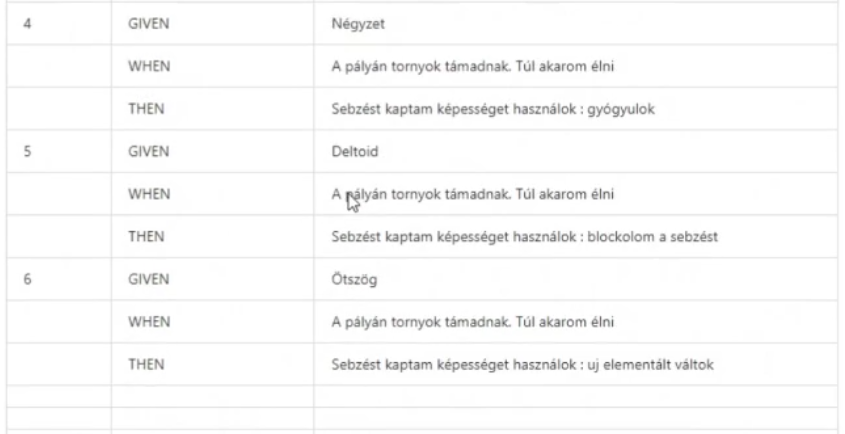 4 GIVEN Négyzet
WHEN A pályán tornyok támadnak. Túl akarom élni
THEN Sebzést kaptam képességet használok : gyógyulok
5 GIVEN Deltoid
WHEN A pályán tornyok támadnak. Túl akarom élni
THEN Sebzést kaptam képességet használok : blockolom a sebzést
6 GIVEN Ötszög
WHEN A pályán tornyok támadnak. Túl akarom élni
THEN Sebzést kaptam képességet használok : uj elementált váltok